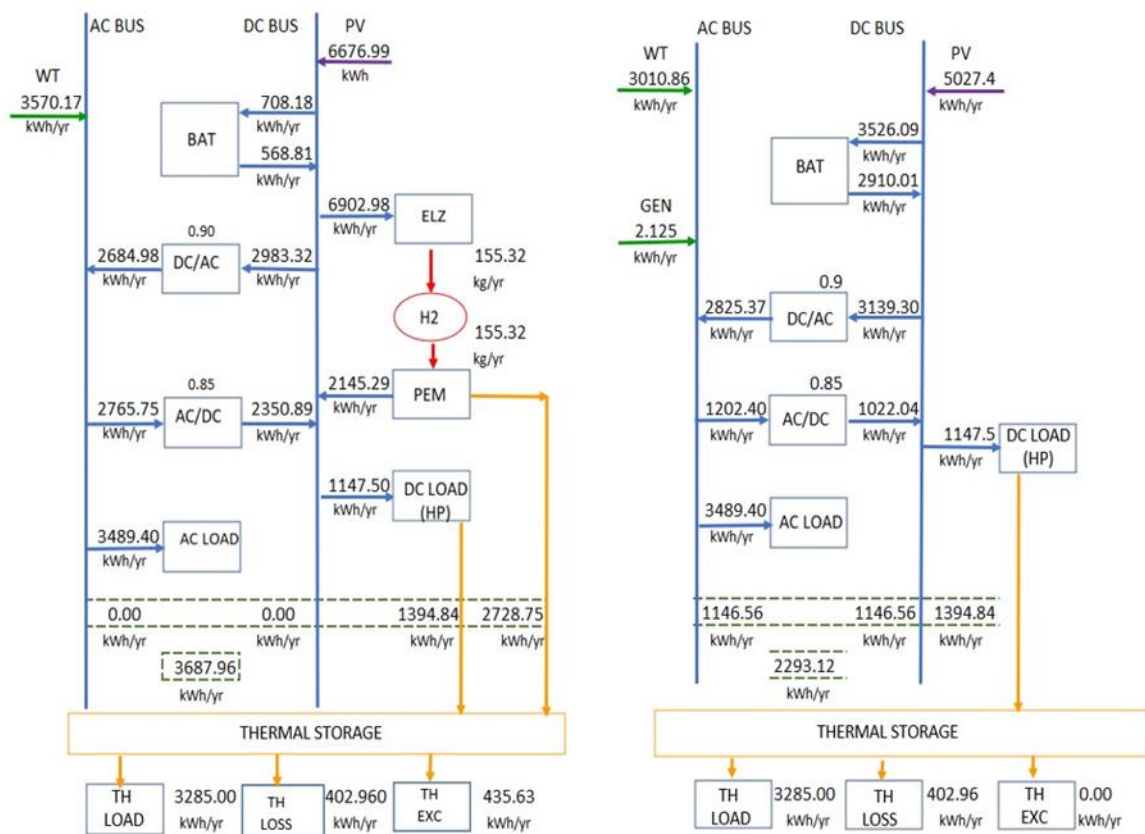 AC BUS
DC BUS
PV
6676.99
kWh
WT
3570.17
kWh/yr
708.18
kWh/yr
BAT
568.81
kWh/yr
6902.98
kWh/yr
ELZ
0.90
2684.98
kWh/yr
DC/AC
2983.32
kWh/yr
155.32
kg/yr
H2
155.32
kg/yr
0.85
2765.75
kWh/yr
AC/DC
2350.89
kWh/yr
2145.29
kWh/yr
PEM
1147.50
kWh/yr
DC LOAD
(HP)
3489.40
kWh/yr
AC LOAD
0.00
kWh/yr
0.00
kWh/yr
1394.84
kWh/yr
2728.75
kWh/yr
3687.96
kWh/yr
THERMAL STORAGE
TH
LOAD
3285.00
kWh/yr
TH
LOSS
402.960
kWh/yr
TH
EXC
435.63
kWh/yr
AC BUS
DC BUS
WT
3010.86
kWh/yr
PV
5027.4
kWh/yr
3526.09
kWh/yr
BAT
2910.01
kWh/yr
GEN
2.125
kWh/yr
0.9
2825.37
kWh/yr
DC/AC
3139.30
kWh/yr
0.85
1202.40
kWh/yr
AC/DC
1022.04
kWh/yr
1147.5
kWh/yr
DC LOAD
(HP)
3489.40
kWh/yr
AC LOAD
1146.56
kWh/yr
1146.56
kWh/yr
1394.84
kWh/yr
2293.12
kWh/yr
THERMAL STORAGE
TH
LOAD
3285.00
kWh/yr
TH
LOSS
402.96
kWh/yr
TH
EXC
0.00
kWh/yr